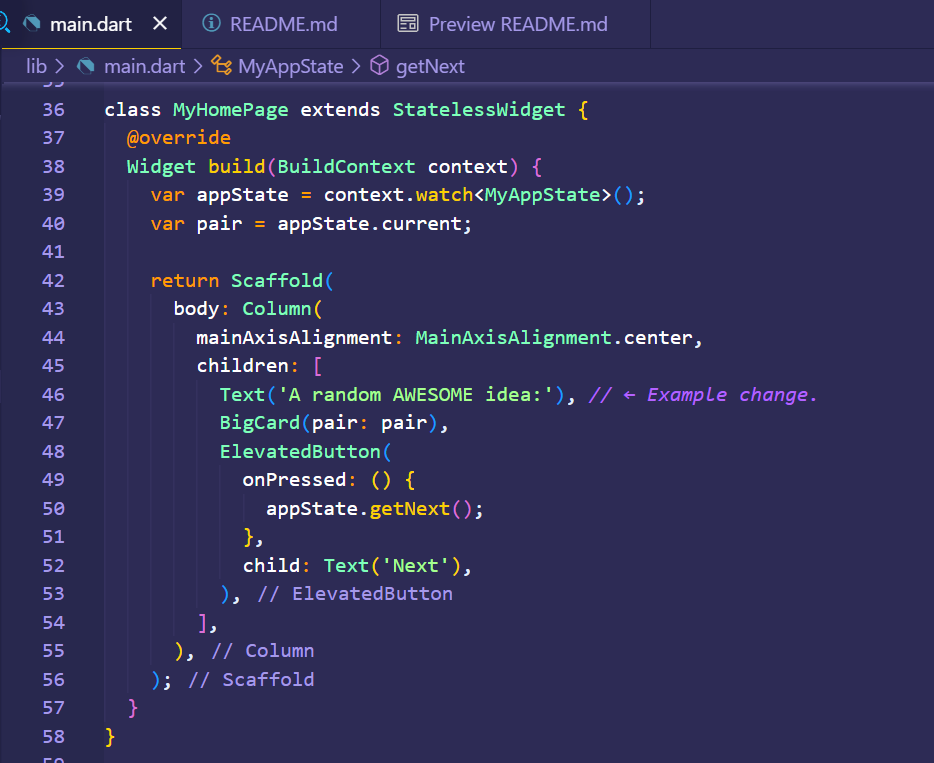 main.dart README.md Preview README.md
lib > main.dart > MyAppState > getNext
36 class MyHomePage extends StatelessWidget {
37   @override
38   Widget build(BuildContext context) {
39     var appState = context.watch<MyAppState>();
40     var pair = appState.current;
41
42     return Scaffold(
43       body: Column(
44         mainAxisAlignment: MainAxisAlignment.center,
45         children: [
46           Text('A random AWESOME idea:'), // ← Example change.
47           BigCard(pair: pair),
48           ElevatedButton(
49             onPressed: () {
50               appState.getNext();
51             },
52             child: Text('Next'),
53           ), // ElevatedButton
54         ],
55       ), // Column
56     ); // Scaffold
57   }
58 }